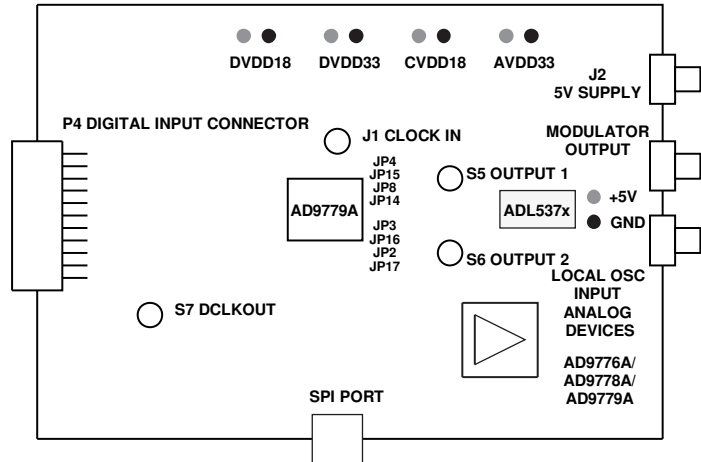 DVDD18 DVDD33 CVDD18 AVDD33
J2
5V SUPPLY
P4 DIGITAL INPUT CONNECTOR
J1 CLOCK IN
MODULATOR
OUTPUT
JP4
JP15
JP8
JP14
S5 OUTPUT 1
AD9779A
ADL537x
+5V
GND
JP3
JP16
JP2
JP17
S6 OUTPUT 2
LOCAL OSC
INPUT
ANALOG
DEVICES
S7 DCLKOUT
AD9776A/
AD9778A/
AD9779A
SPI PORT